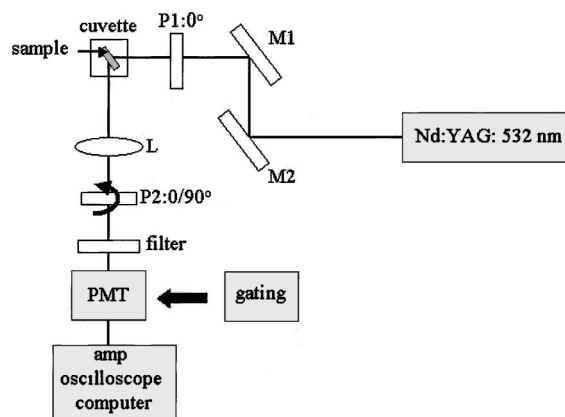 cuvette
P1:0°
M1
sample
Nd:YAG: 532 nm
L
M2
P2:0/90°
filter
PMT
gating
amp
oscilloscope
computer